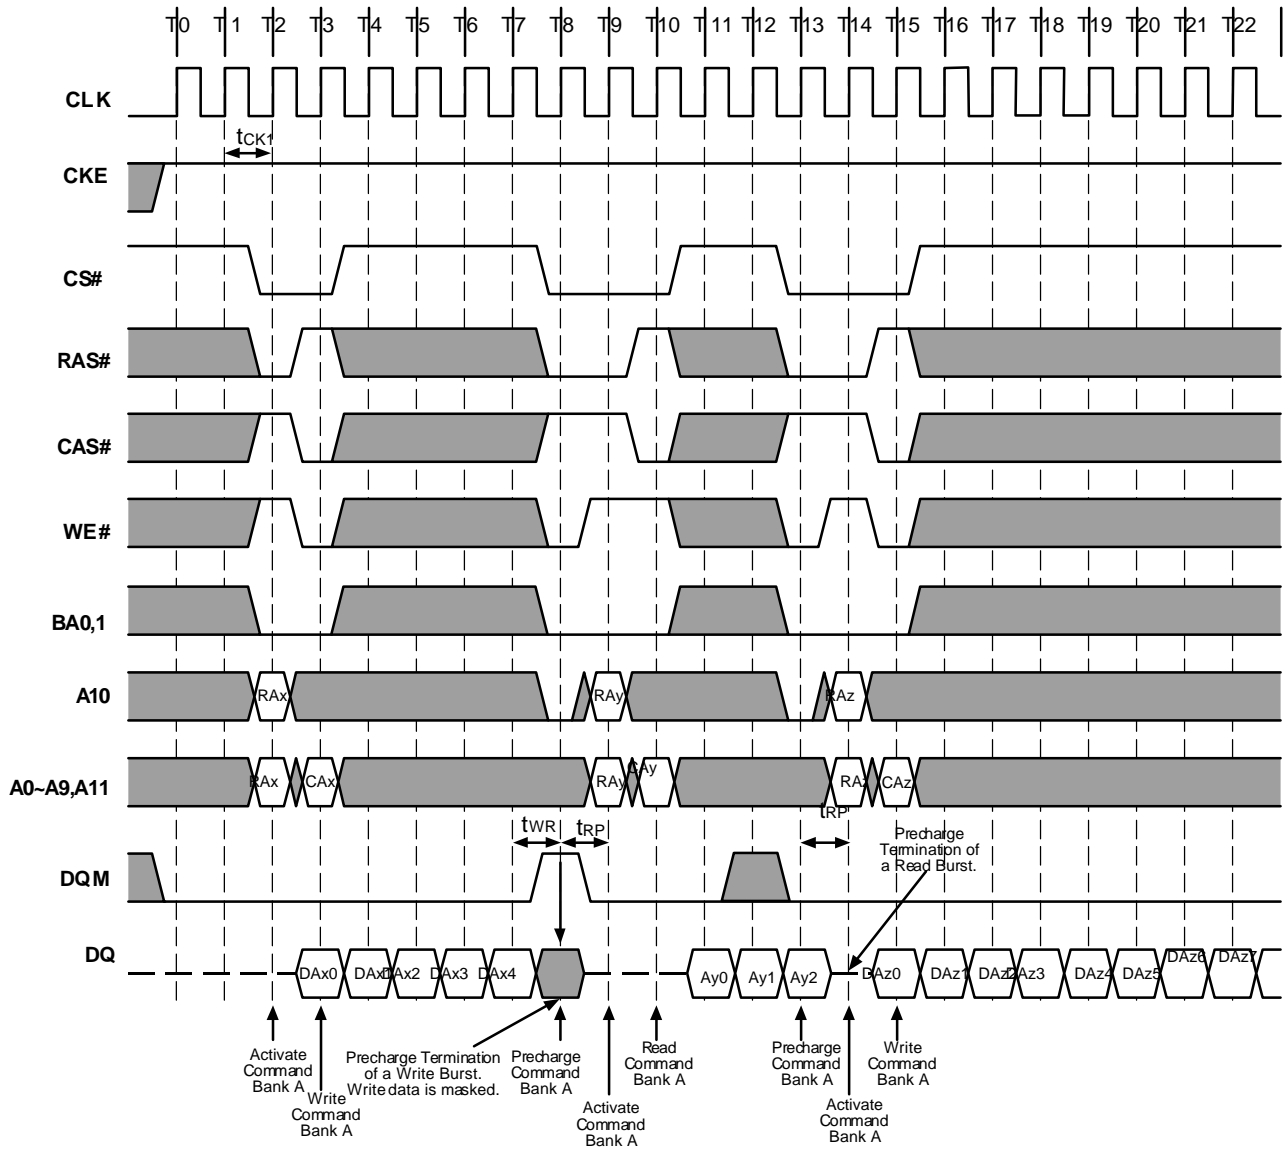 T0 T1 T2 T3 T4 T5 T6 T7 T8 T9 T10 T11 T12 T13 T14 T15 T16 T17 T18 T19 T20 T21 T22
CLK
tCK1
CKE
CS#
RAS#
CAS#
WE#
BA0,1
A10
RAx RAy RAz
A0~A9,A11
RAx CAx RAy CAy RAz CAz
tWR tRP tRP
Precharge
Termination of
a Read Burst.
DQM
DQ
DAx0 DAx1 DAx2 DAx3 DAx4 Ay0 Ay1 Ay2 DAz0 DAz1 DAz2 DAz3 DAz4 DAz5 DAz6 DAz7
Activate
Command
Bank A
Write
Command
Bank A
Precharge Termination
of a Write Burst.
Write data is masked.
Precharge
Command
Bank A
Activate
Command
Bank A
Read
Command
Bank A
Precharge
Command
Bank A
Activate
Command
Bank A
Write
Command
Bank A